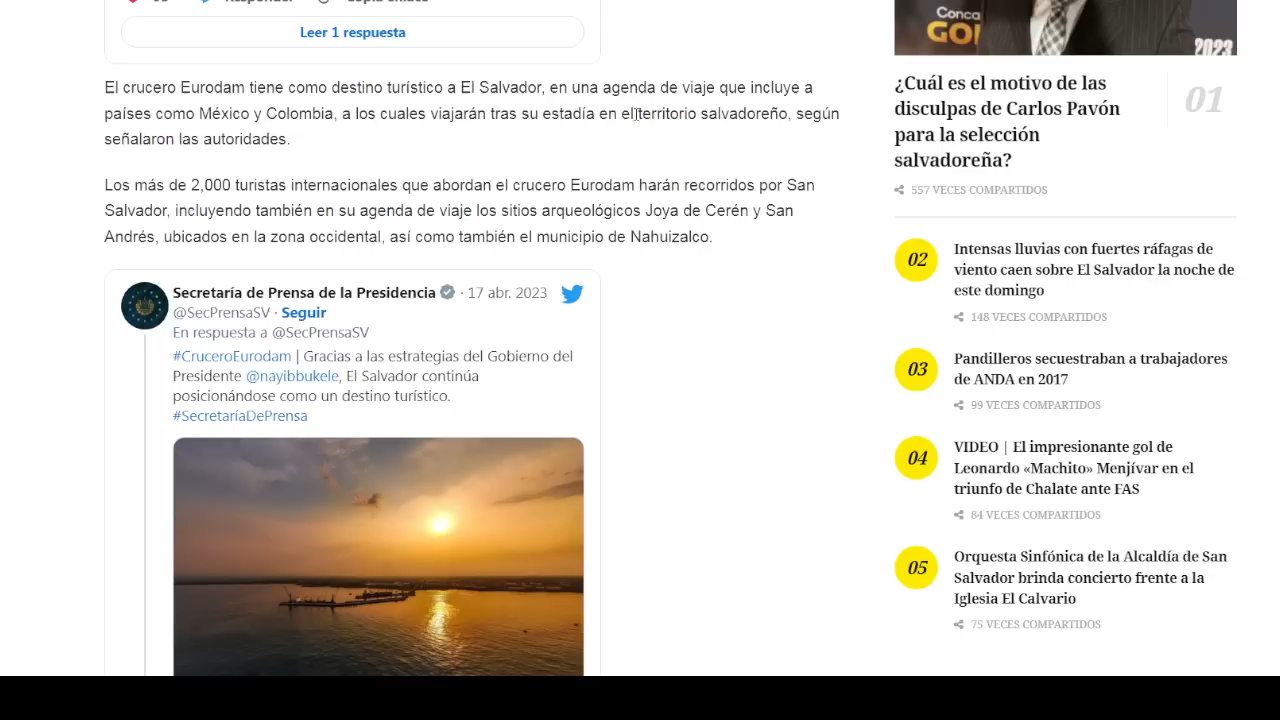 Leer 1 respuesta
El crucero Eurodam tiene como destino turístico a El Salvador, en una agenda de viaje que incluye a
países como México y Colombia, a los cuales viajarán tras su estadía en el territorio salvadoreño, según
señalaron las autoridades.
Los más de 2,000 turistas internacionales que abordan el crucero Eurodam harán recorridos por San
Salvador, incluyendo también en su agenda de viaje los sitios arqueológicos Joya de Cerén y San
Andrés, ubicados en la zona occidental, así como también el municipio de Nahuizalco.
Secretaría de Prensa de la Presidencia · 17 abr. 2023
@SecPrensaSV · Seguir
En respuesta a @SecPrensaSV
#CruceroEurodam | Gracias a las estrategias del Gobierno del
Presidente @nayibbukele, El Salvador continúa
posicionándose como un destino turístico.
#SecretaríaDePrensa
2023
¿Cuál es el motivo de las
disculpas de Carlos Pavón
para la selección
salvadoreña?
01
557 VECES COMPARTIDOS
02
Intensas lluvias con fuertes ráfagas de
viento caen sobre El Salvador la noche de
este domingo
148 VECES COMPARTIDOS
03
Pandilleros secuestraban a trabajadores
de ANDA en 2017
99 VECES COMPARTIDOS
04
VIDEO | El impresionante gol de
Leonardo «Machito» Menjívar en el
triunfo de Chalate ante FAS
84 VECES COMPARTIDOS
05
Orquesta Sinfónica de la Alcaldía de San
Salvador brinda concierto frente a la
Iglesia El Calvario
75 VECES COMPARTIDOS